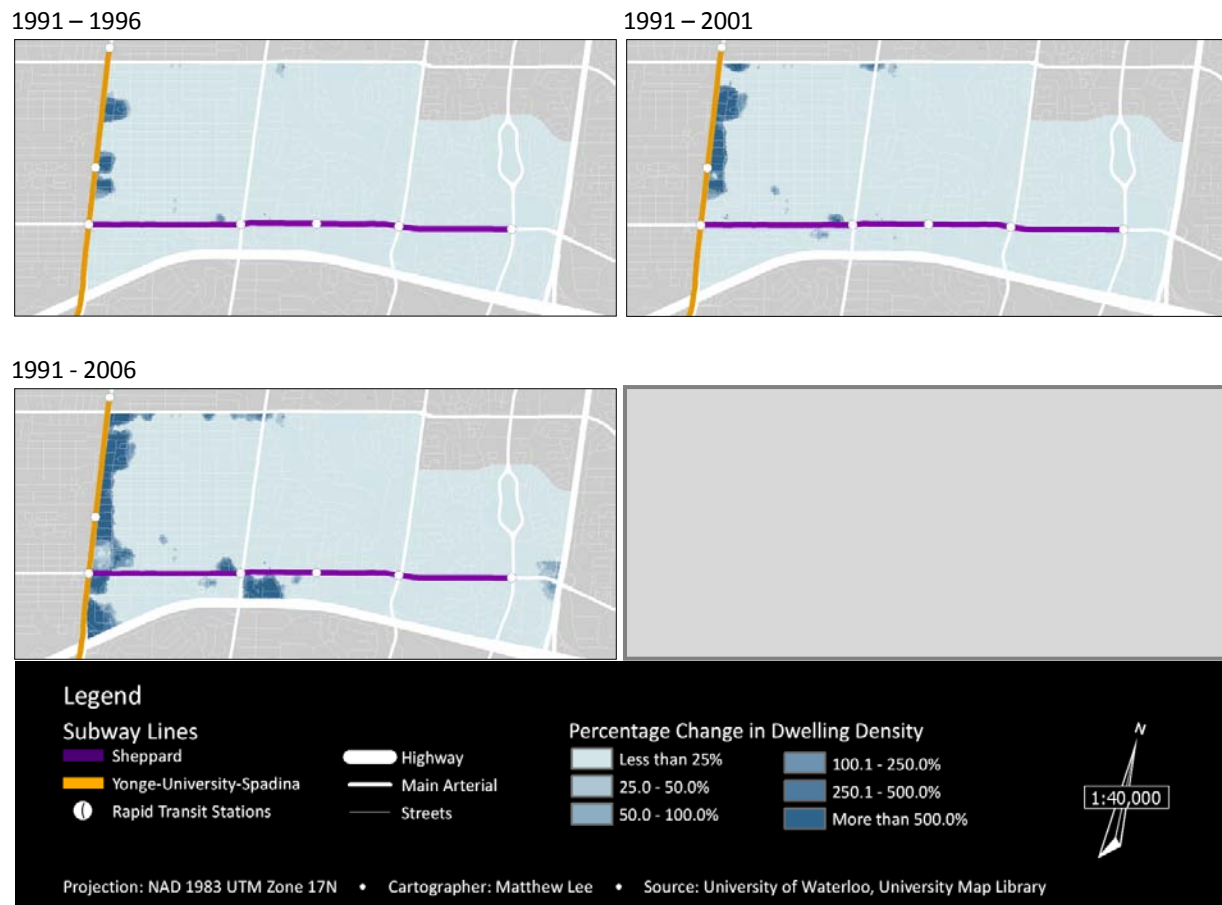 1991 – 1996
1991 – 2001
1991 - 2006
Legend
Subway Lines
Sheppard
Yonge-University-Spadina
Rapid Transit Stations
Highway
Main Arterial
Streets
Percentage Change in Dwelling Density
Less than 25%
25.0 - 50.0%
50.0 - 100.0%
100.1 - 250.0%
250.1 - 500.0%
More than 500.0%
N
1:40,000
Projection: NAD 1983 UTM Zone 17N • Cartographer: Matthew Lee • Source: University of Waterloo, University Map Library